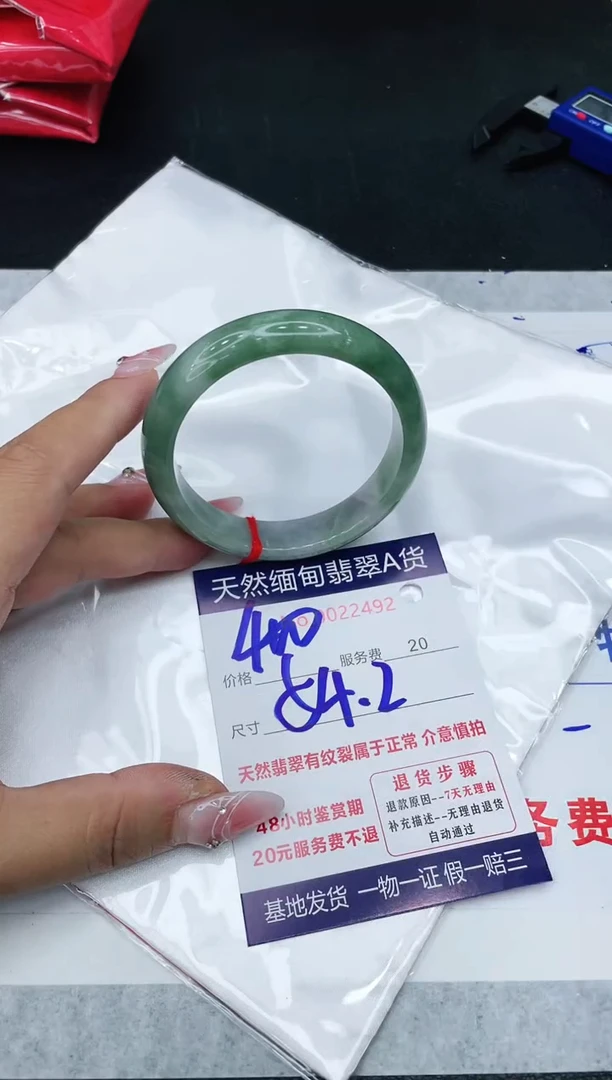 天然缅甸翡翠A货
0022492
400
价格
服务费 20
尺寸 54.2
天然翡翠有纹裂属于正常 介意慎拍
48小时鉴赏期
20元服务费不退
退货步骤
退款原因--7天无理由
补充描述--无理由退货
自动通过
基地发货 一物一证 假一赔三
务费